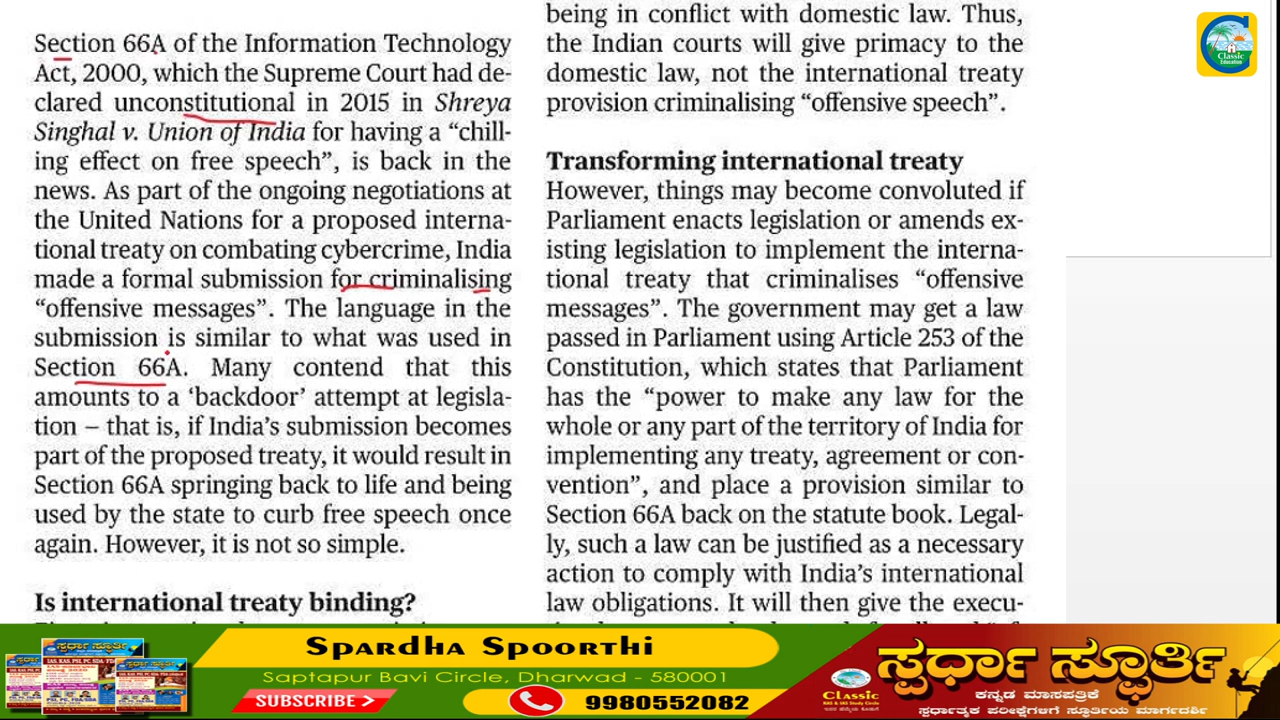 Section 66A of the Information Technology
Act, 2000, which the Supreme Court had de-
clared unconstitutional in 2015 in Shreya
Singhal v. Union of India for having a “chill-
ing effect on free speech”, is back in the
news. As part of the ongoing negotiations at
the United Nations for a proposed interna-
tional treaty on combating cybercrime, India
made a formal submission for criminalising
“offensive messages”. The language in the
submission is similar to what was used in
Section 66A. Many contend that this
amounts to a ‘backdoor’ attempt at legisla-
tion – that is, if India’s submission becomes
part of the proposed treaty, it would result in
Section 66A springing back to life and being
used by the state to curb free speech once
again. However, it is not so simple.
Is international treaty binding?
being in conflict with domestic law. Thus,
the Indian courts will give primacy to the
domestic law, not the international treaty
provision criminalising “offensive speech”.
Transforming international treaty
However, things may become convoluted if
Parliament enacts legislation or amends ex-
isting legislation to implement the interna-
tional treaty that criminalises “offensive
messages”. The government may get a law
passed in Parliament using Article 253 of the
Constitution, which states that Parliament
has the “power to make any law for the
whole or any part of the territory of India for
implementing any treaty, agreement or con-
vention”, and place a provision similar to
Section 66A back on the statute book. Legal-
ly, such a law can be justified as a necessary
action to comply with India’s international
law obligations. It will then give the execu-
Classic
Education
Spardha Spoorthi
Saptapur Bavi Circle, Dharwad - 580001
SUBSCRIBE
9980552082
ಸ್ಪರ್ಧಾ ಸ್ಫೂರ್ತಿ
ಕನ್ನಡ ಮಾಸಪತ್ರಿಕೆ
ಸ್ಪರ್ಧಾತ್ಮಕ ಪರೀಕ್ಷೆಗಳಿಗೆ ಸ್ಫೂರ್ತಿಯ ಮಾರ್ಗದರ್ಶಿ
Classic
KAS & IAS Study Circle